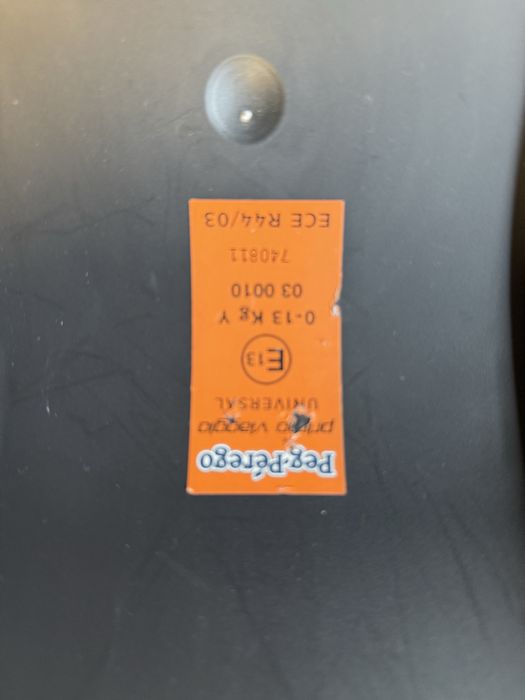 Peg-Pérego
primo viaggio
UNIVERSAL
E13
0-13 Kg Y
03 0010
740811
ECE R44/03